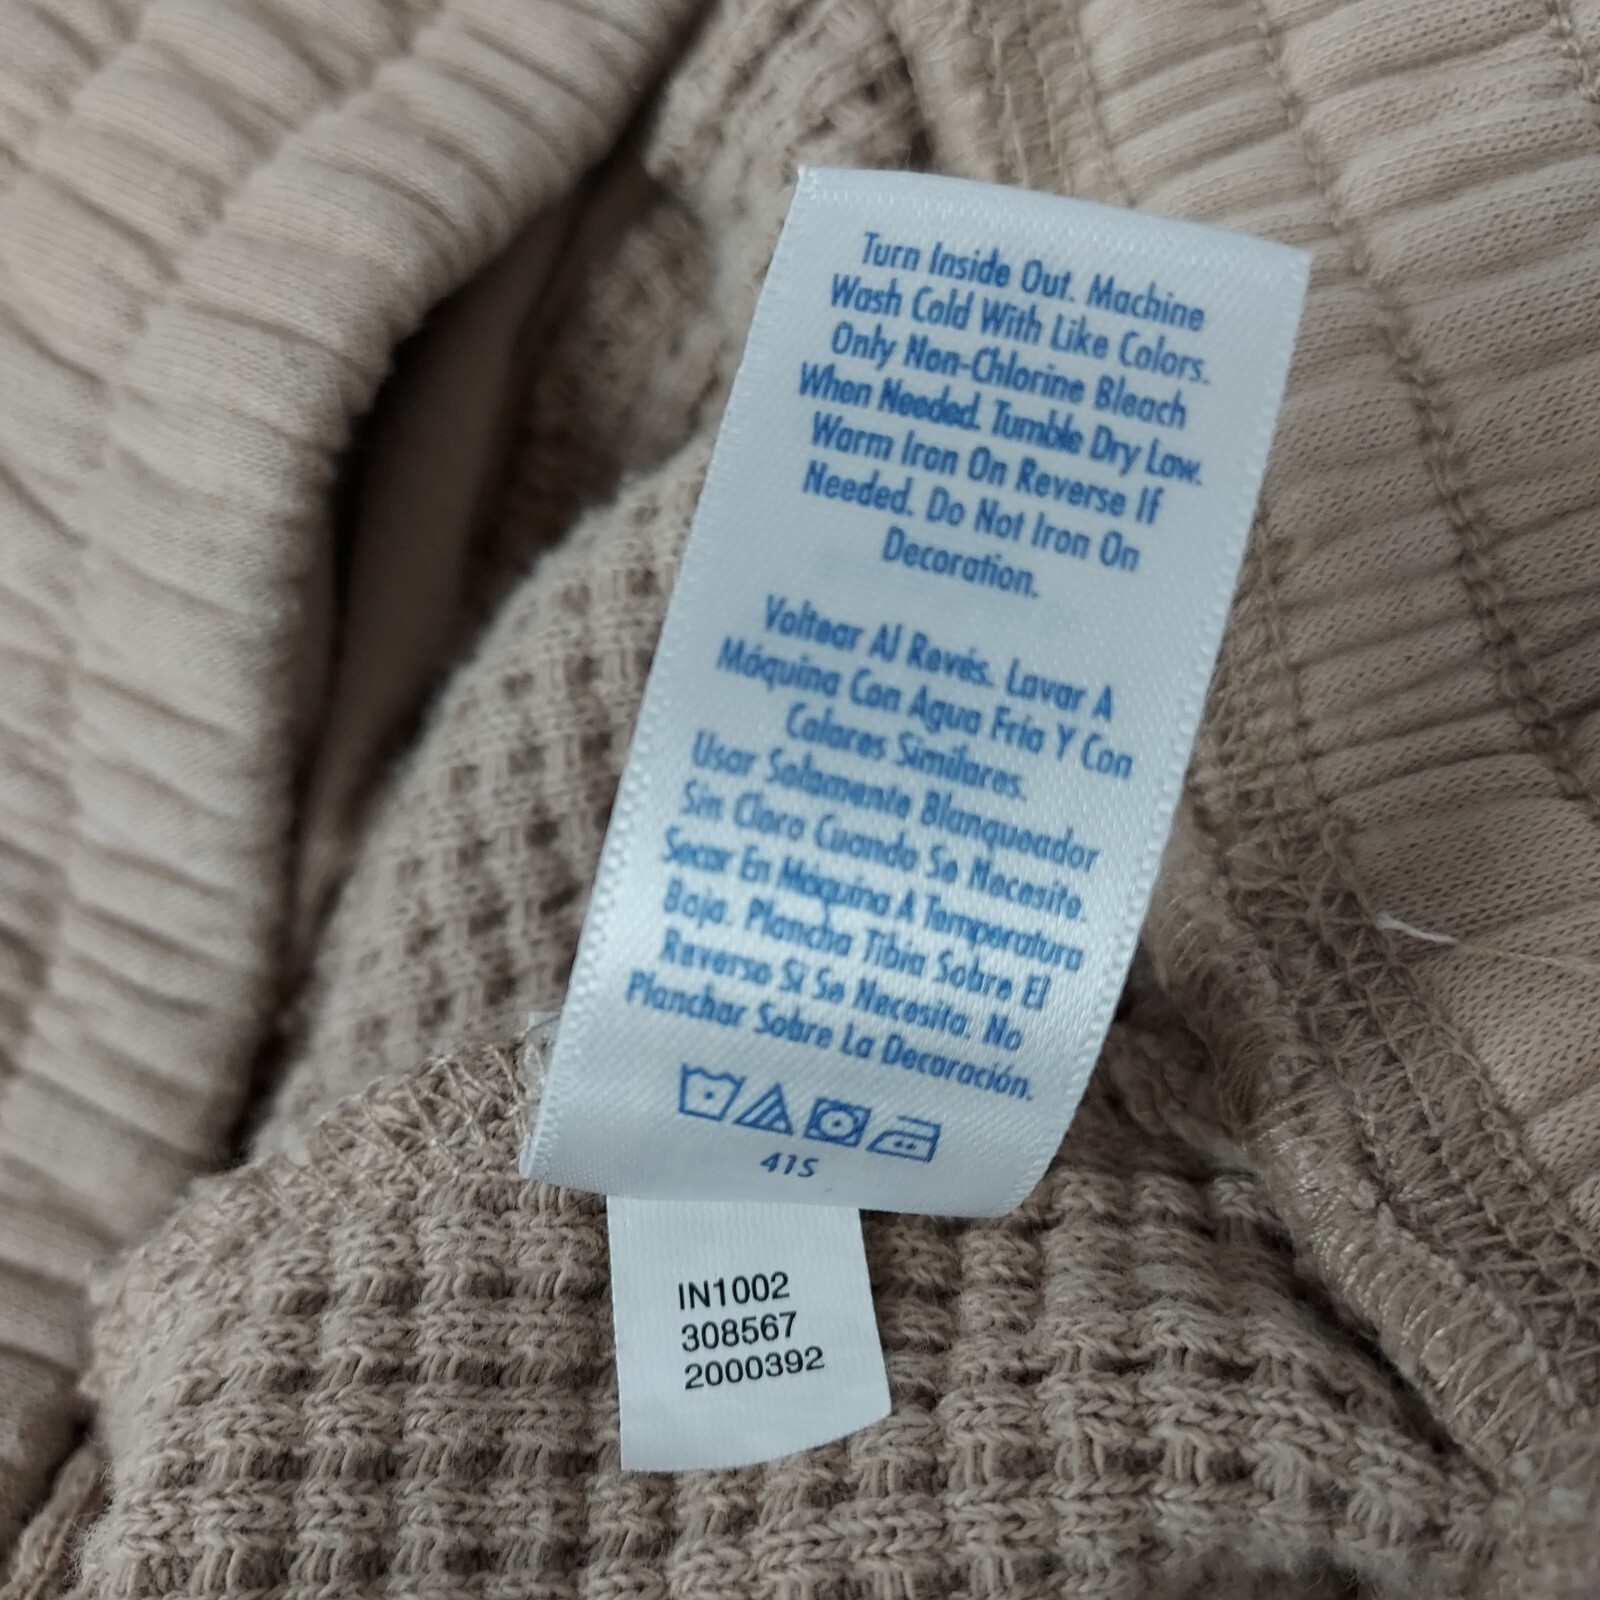 Turn Inside Out. Machine
Wash Cold With Like Colors.
Only Non-Chlorine Bleach
When Needed. Tumble Dry Low.
Warm Iron On Reverse If
Needed. Do Not Iron On
Decoration.
Voltear Al Revés. Lavar A
Máquina Con Agua Fría Y Con
Colores Similares.
Usar Solamente Blanqueador
Sin Cloro Cuando Se Necesite.
Secar En Máquina A Temperatura
Baja. Plancha Tibia Sobre El
Reverso Si Se Necesita. No
Planchar Sobre La Decoración.
41S
IN1002
308567
2000392